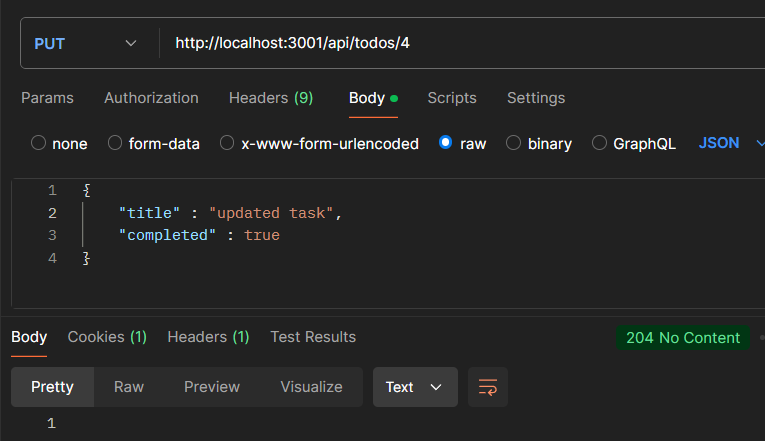 PUT http://localhost:3001/api/todos/4
Params Authorization Headers (9) Body Scripts Settings
none form-data x-www-form-urlencoded raw binary GraphQL JSON
1 {
2 "title" : "updated task",
3 "completed" : true
4 }
Body Cookies (1) Headers (1) Test Results 204 No Content
Pretty Raw Preview Visualize Text
1